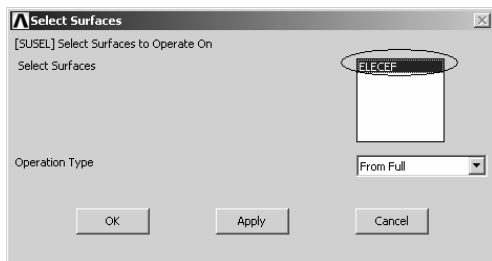 Select Surfaces
[SUSEL] Select Surfaces to Operate On
Select Surfaces
ELECEF
Operation Type
From Full
OK Apply Cancel